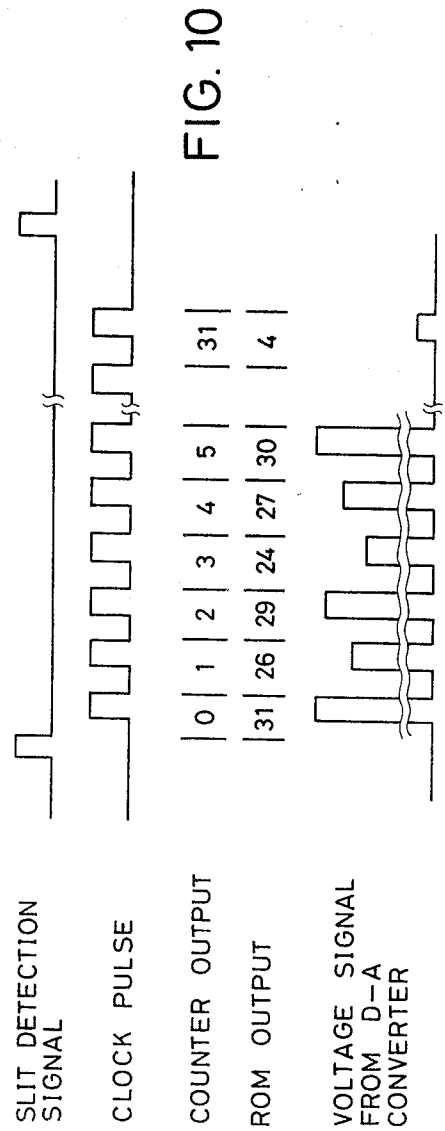 SLIT DETECTION
SIGNAL
CLOCK PULSE
COUNTER OUTPUT 0 1 2 3 4 5 31
ROM OUTPUT 31 26 29 24 27 30 4
VOLTAGE SIGNAL
FROM D-A
CONVERTER
FIG. 10